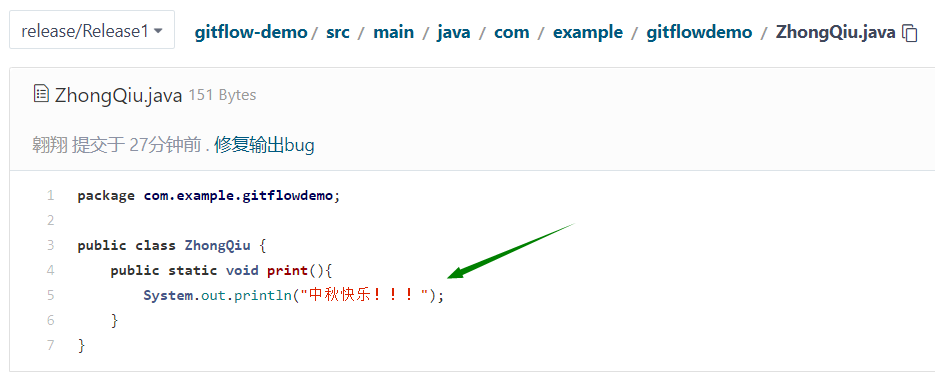 release/Release1 gitflow-demo / src / main / java / com / example / gitflowdemo / ZhongQiu.java
ZhongQiu.java 151 Bytes
翱翔 提交于 27分钟前 . 修复输出bug
1 package com.example.gitflowdemo;
2
3 public class ZhongQiu {
4 public static void print(){
5 System.out.println("中秋快乐！！！");
6 }
7 }